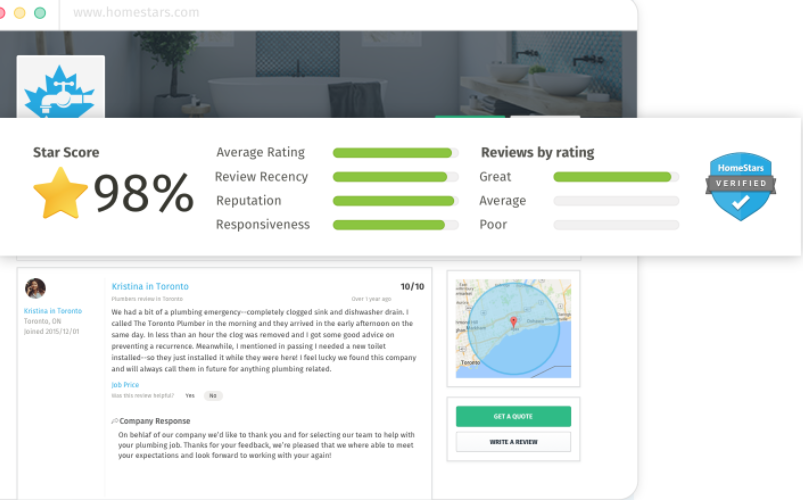 www.homestars.com
Star Score
98%
Average Rating
Review Recency
Reputation
Responsiveness
Reviews by rating
Great
Average
Poor
HomeStars
VERIFIED
Kristina in Toronto
Toronto, ON
Joined 2015/12/01
Kristina in Toronto
10/10
Plumbers review in Toronto
Over 1 year ago
We had a bit of a plumbing emergency--completely clogged sink and dishwasher drain. I
called The Toronto Plumber in the morning and they arrived in the early afternoon on the
same day. In less than an hour the clog was removed and I got some good advice on
preventing a recurrence. Meanwhile, I mentioned in passing I needed a new toilet
installed--so they just installed it while they were here! I feel lucky we found this company
and will always call them in future for anything plumbing related.
Job Price
Was this review helpful? Yes No
Company Response
On behlaf of our company we'd like to thank you and for selecting our team to help with
your plumbing job. Thanks for your feedback, we're pleased that we where able to meet
your expectations and look forward to working with your again!
Toronto
GET A QUOTE
WRITE A REVIEW